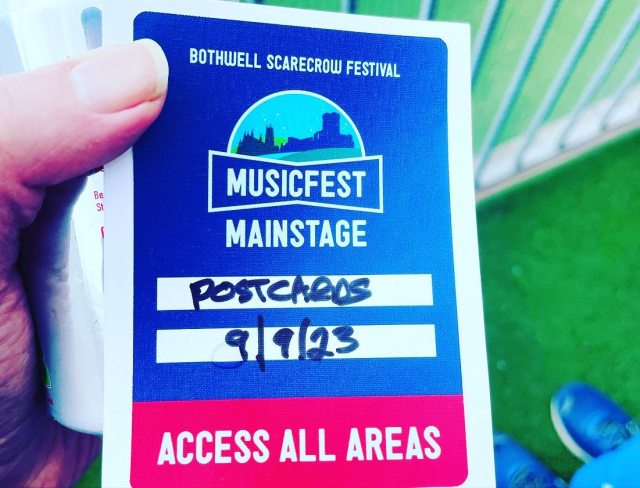 BOTHWELL SCARECROW FESTIVAL
MUSICFEST
MAINSTAGE
POSTCARDS
9/9/23
ACCESS ALL AREAS